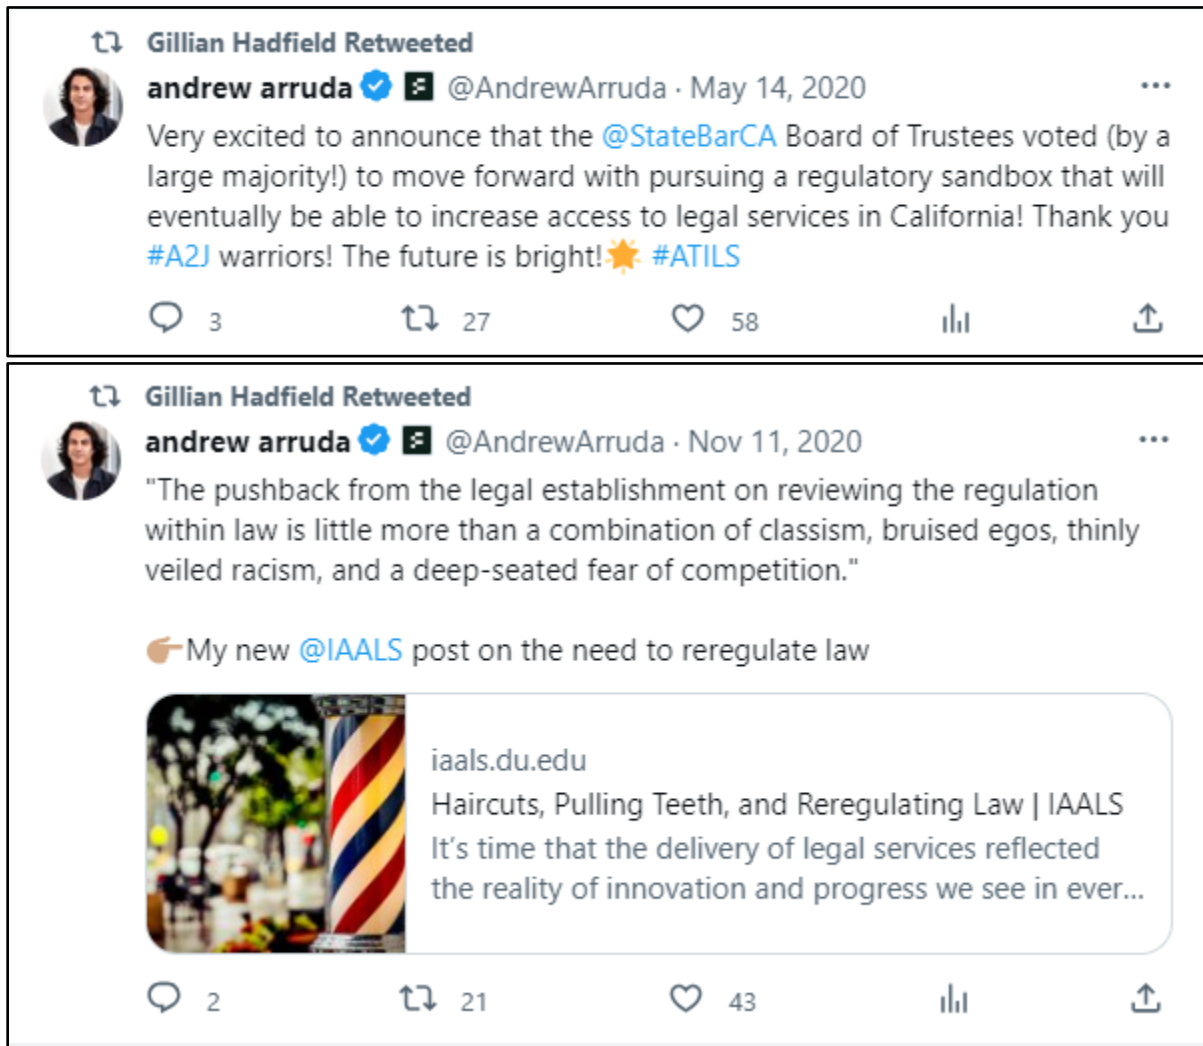 Gillian Hadfield Retweeted
andrew arruda @AndrewArruda · May 14, 2020
Very excited to announce that the @StateBarCA Board of Trustees voted (by a
large majority!) to move forward with pursuing a regulatory sandbox that will
eventually be able to increase access to legal services in California! Thank you
#A2J warriors! The future is bright!🌟 #ATILS
3 27 58
Gillian Hadfield Retweeted
andrew arruda @AndrewArruda · Nov 11, 2020
"The pushback from the legal establishment on reviewing the regulation
within law is little more than a combination of classism, bruised egos, thinly
veiled racism, and a deep-seated fear of competition."
👉🏽My new @IAALS post on the need to reregulate law
iaals.du.edu
Haircuts, Pulling Teeth, and Reregulating Law | IAALS
It's time that the delivery of legal services reflected
the reality of innovation and progress we see in ever...
2 21 43